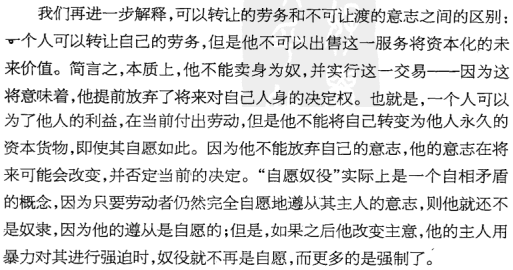 我们再进一步解释，可以转让的劳务和不可让渡的意志之间的区别；
一个人可以转让自己的劳务，但是他不可以出售这一服务将资本化的未
来价值。简言之，本质上，他不能卖身为奴，并实行这一交易——因为这
将意味着，他提前放弃了将来对自己人身的决定权。也就是，一个人可以
为了他人的利益，在当前付出劳动，但是他不能将自己转变为他人永久的
资本货物，即使其自愿如此。因为他不能放弃自己的意志，他的意志在将
来可能会改变，并否定当前的决定。“自愿奴役”实际上是一个自相矛盾
的概念，因为只要劳动者仍然完全自愿地遵从其主人的意志，则他就还不
是奴隶，因为他的遵从是自愿的；但是，如果之后他改变主意，他的主人用
暴力对其进行强迫时，奴役就不再是自愿，而更多的是强制了。